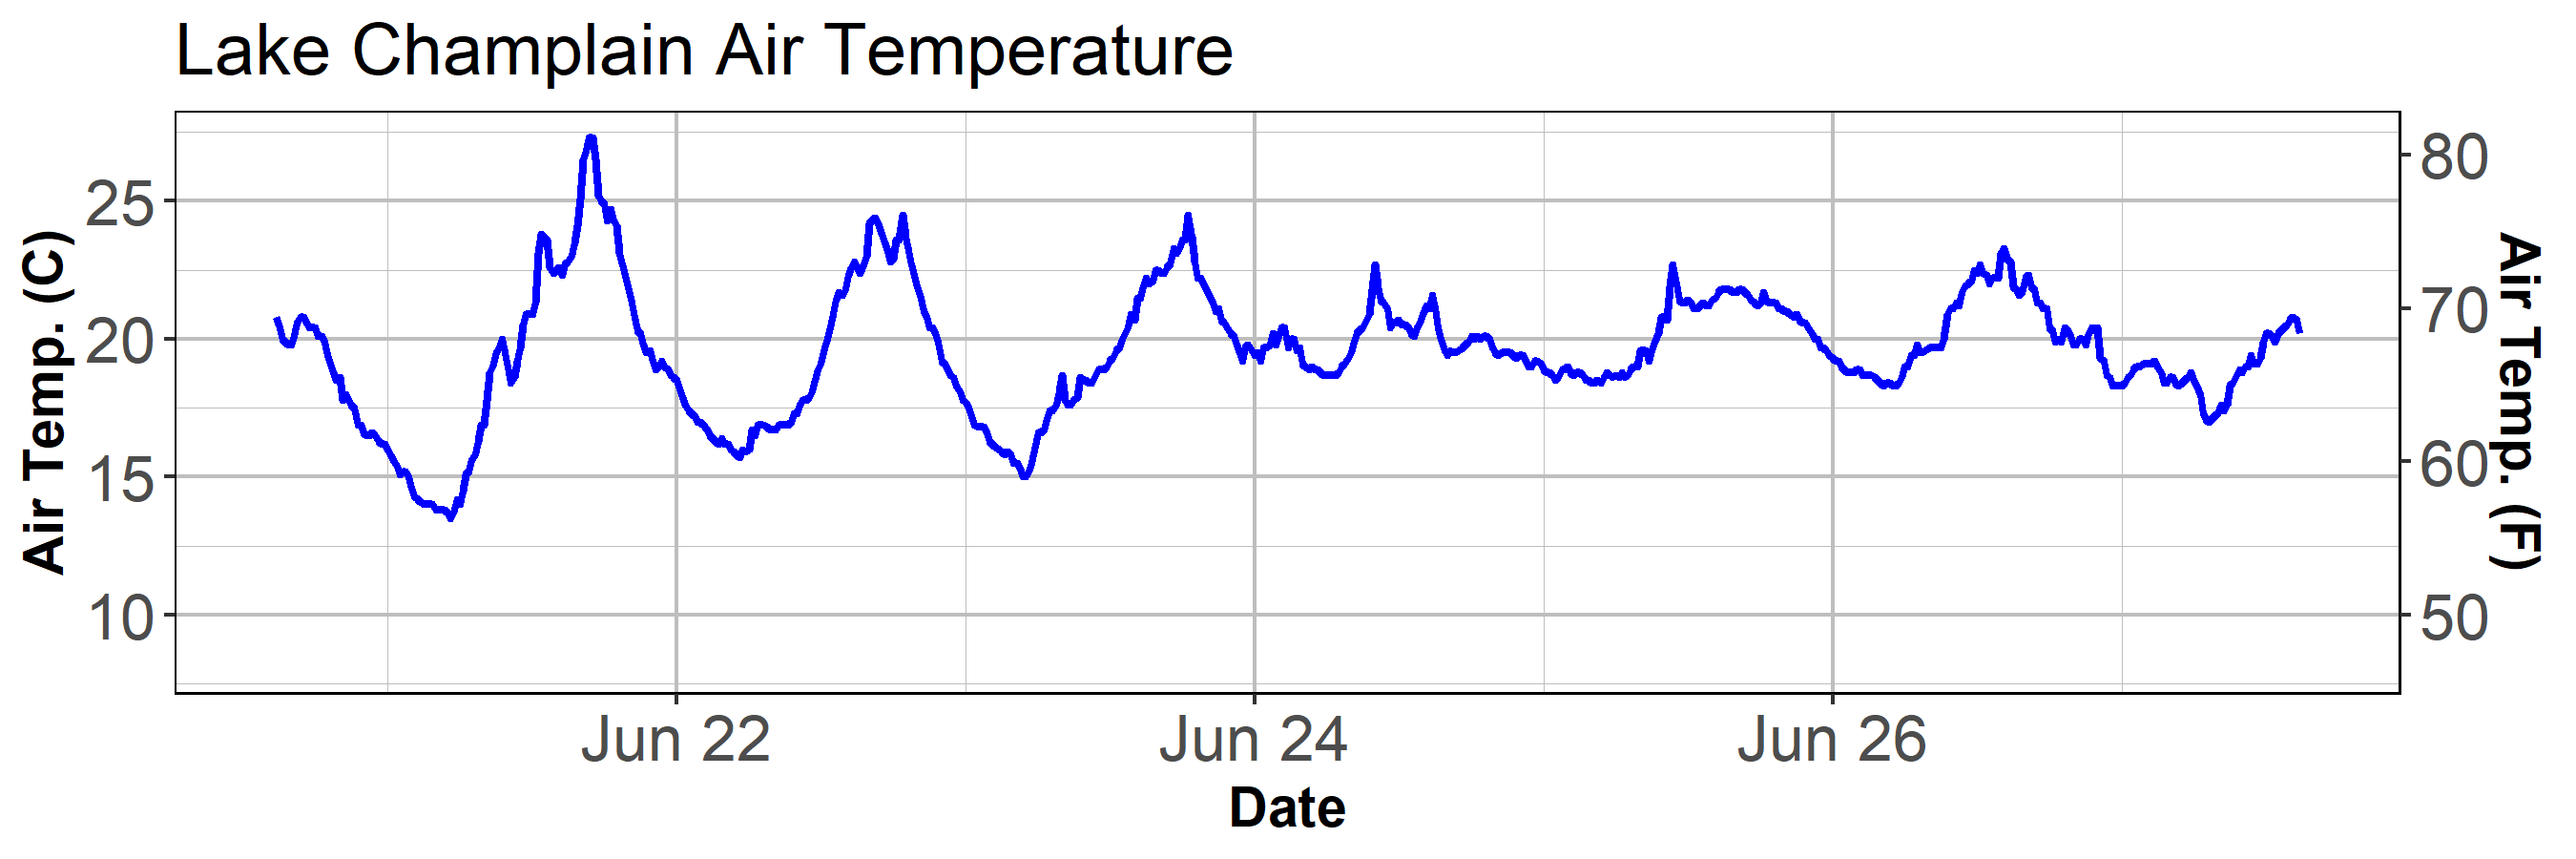 Lake Champlain Air Temperature
Air Temp. (C)
25
20
15
10
80
70
60
50
Air Temp. (F)
Jun 22
Jun 24
Jun 26
Date